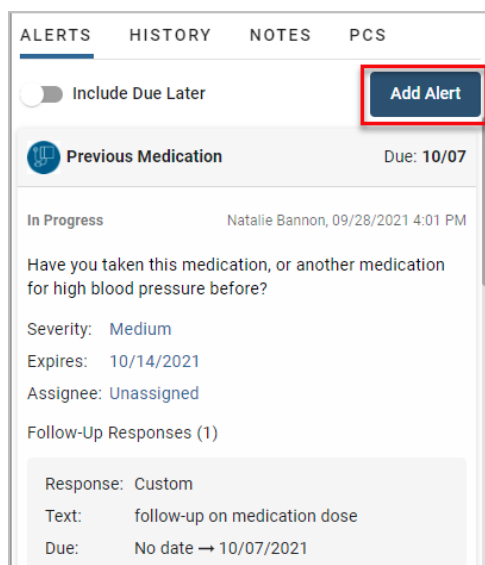 ALERTS HISTORY NOTES PCS
Include Due Later Add Alert
Previous Medication Due: 10/07
In Progress Natalie Bannon, 09/28/2021 4:01 PM
Have you taken this medication, or another medication
for high blood pressure before?
Severity: Medium
Expires: 10/14/2021
Assignee: Unassigned
Follow-Up Responses (1)
Response: Custom
Text: follow-up on medication dose
Due: No date → 10/07/2021